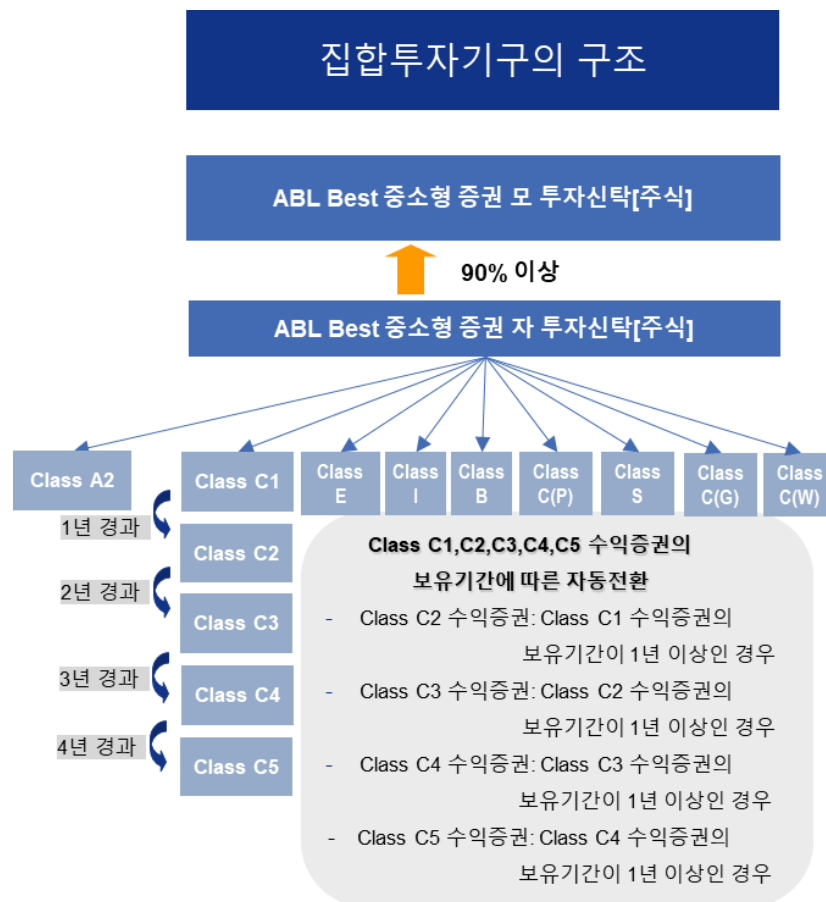 집합투자기구의 구조
ABL Best 중소형 증권 모 투자신탁[주식]
90% 이상
ABL Best 중소형 증권 자 투자신탁[주식]
Class A2
Class C1
Class
E
Class
I
Class
B
Class
C(P)
Class
S
Class
C(G)
Class
C(W)
1년 경과
Class C2
2년 경과
Class C3
3년 경과
Class C4
4년 경과
Class C5
Class C1,C2,C3,C4,C5 수익증권의
보유기간에 따른 자동전환
- Class C2 수익증권: Class C1 수익증권의
보유기간이 1년 이상인 경우
- Class C3 수익증권: Class C2 수익증권의
보유기간이 1년 이상인 경우
- Class C4 수익증권: Class C3 수익증권의
보유기간이 1년 이상인 경우
- Class C5 수익증권: Class C4 수익증권의
보유기간이 1년 이상인 경우